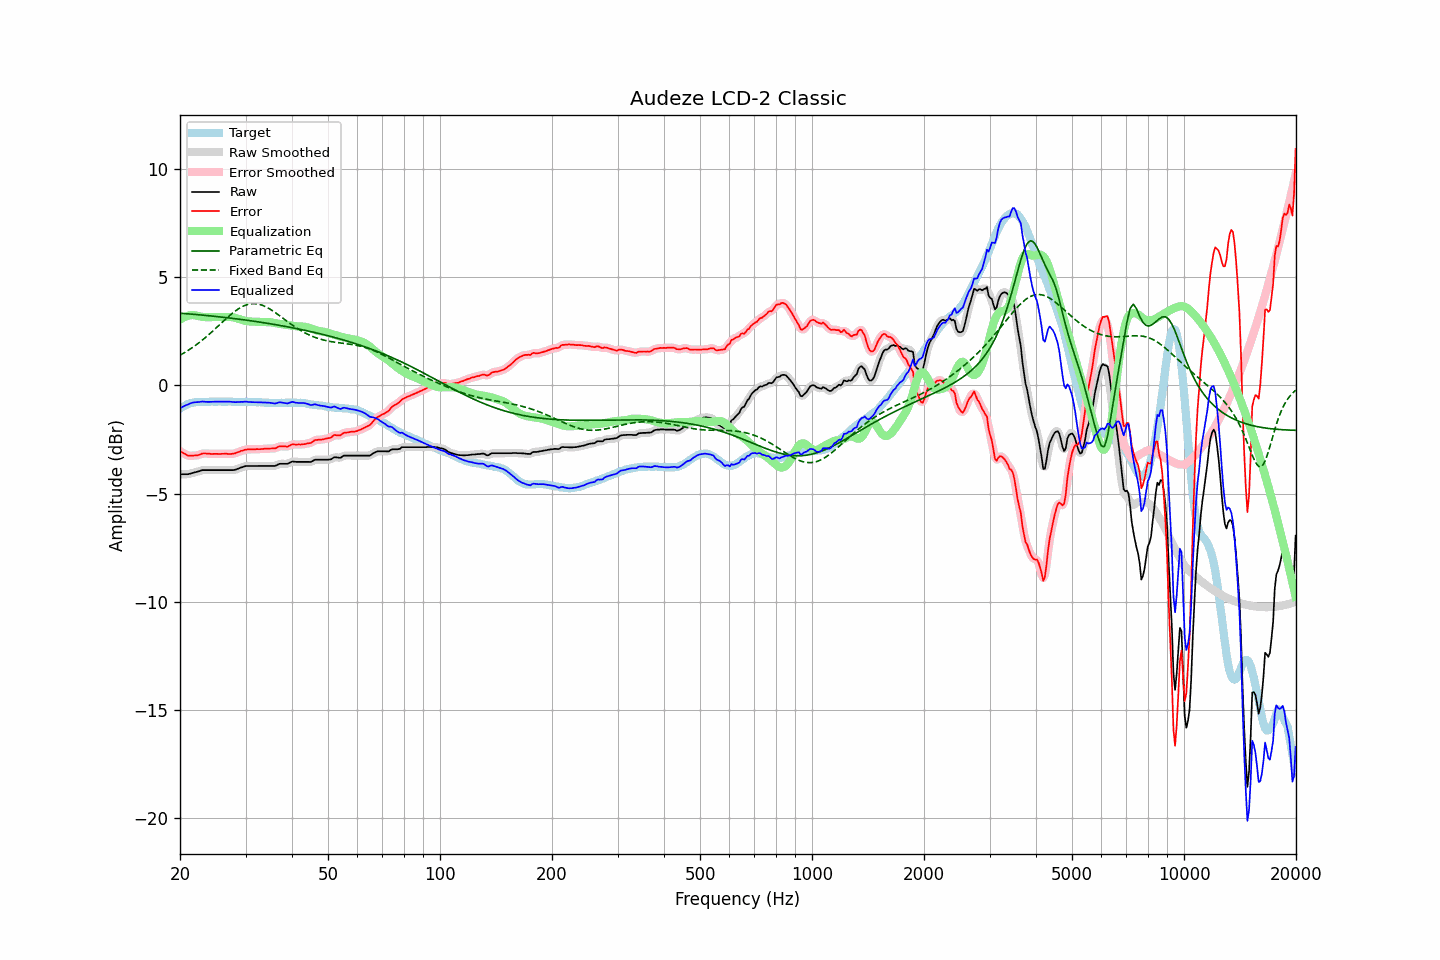 Audeze LCD-2 Classic
Target
Raw Smoothed
Error Smoothed
Raw
Error
Equalization
Parametric Eq
Fixed Band Eq
Equalized
Amplitude (dBr)
10
5
0
−5
−10
−15
−20
20
50
100
200
500
1000
2000
5000
10000
20000
Frequency (Hz)